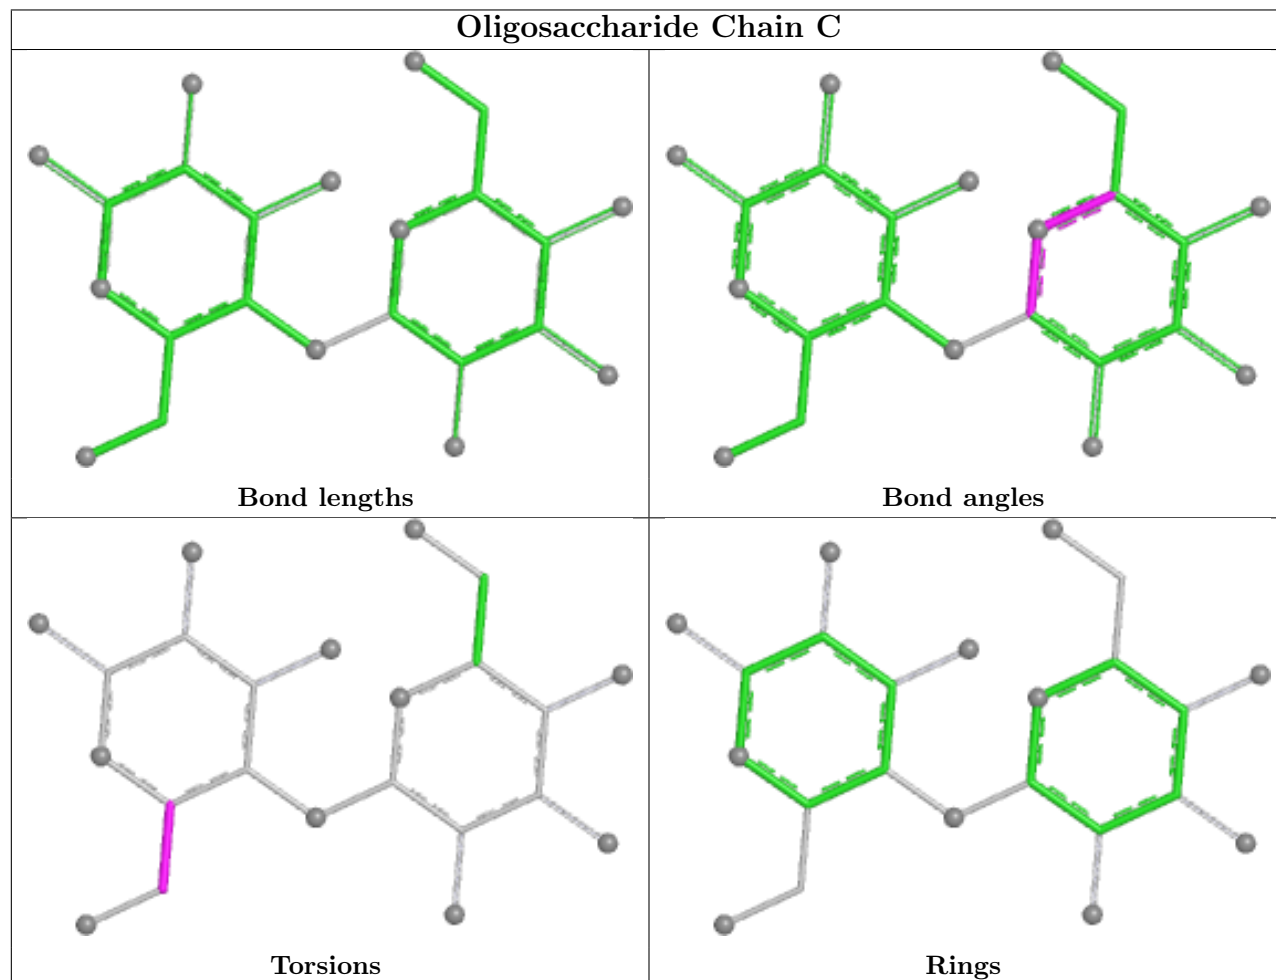 Oligosaccharide Chain C
Bond lengths
Bond angles
Torsions
Rings